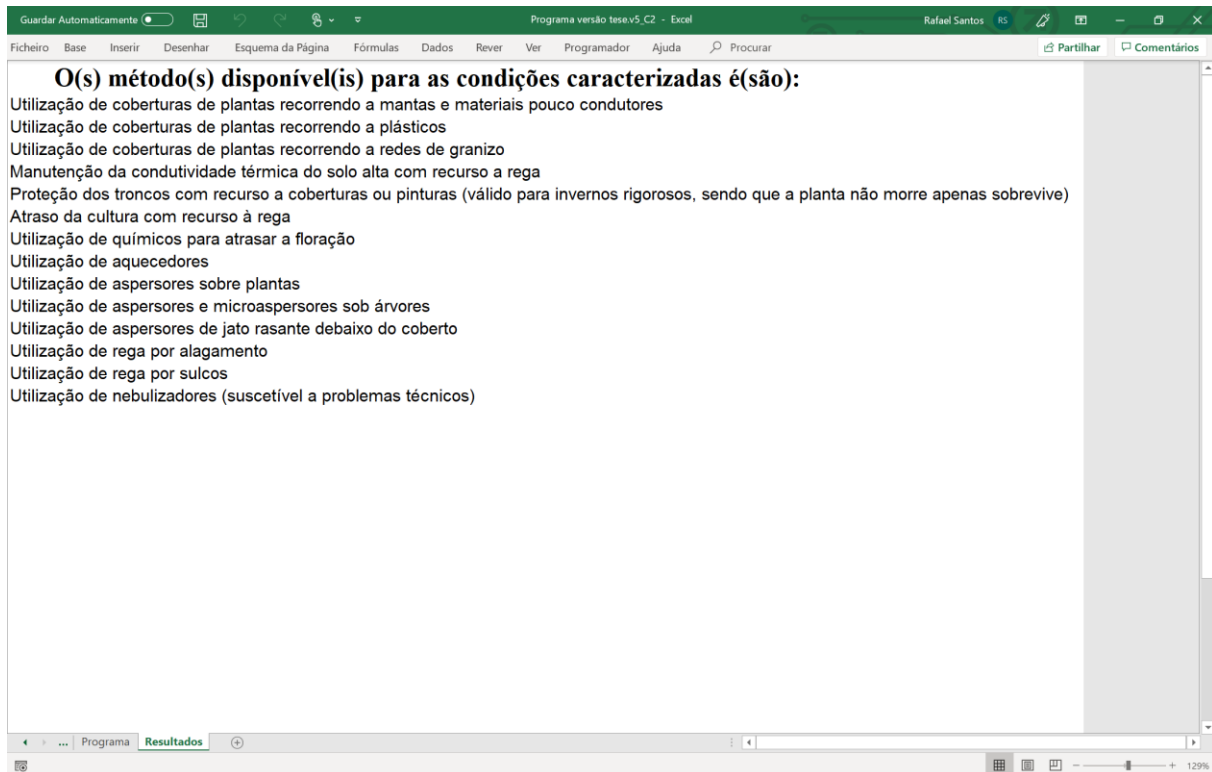 Guardar Automaticamente Programa versão tese.v5_C2 - Excel Rafael Santos RS
Ficheiro Base Inserir Desenhar Esquema da Página Fórmulas Dados Rever Ver Programador Ajuda Procurar Partilhar Comentários
O(s) método(s) disponível(is) para as condições caracterizadas é(são):
Utilização de coberturas de plantas recorrendo a mantas e materiais pouco condutores
Utilização de coberturas de plantas recorrendo a plásticos
Utilização de coberturas de plantas recorrendo a redes de granizo
Manutenção da condutividade térmica do solo alta com recurso a rega
Proteção dos troncos com recurso a coberturas ou pinturas (válido para invernos rigorosos, sendo que a planta não morre apenas sobrevive)
Atraso da cultura com recurso à rega
Utilização de químicos para atrasar a floração
Utilização de aquecedores
Utilização de aspersores sobre plantas
Utilização de aspersores e microaspersores sob árvores
Utilização de aspersores de jato rasante debaixo do coberto
Utilização de rega por alagamento
Utilização de rega por sulcos
Utilização de nebulizadores (suscetível a problemas técnicos)
... Programa Resultados
129%